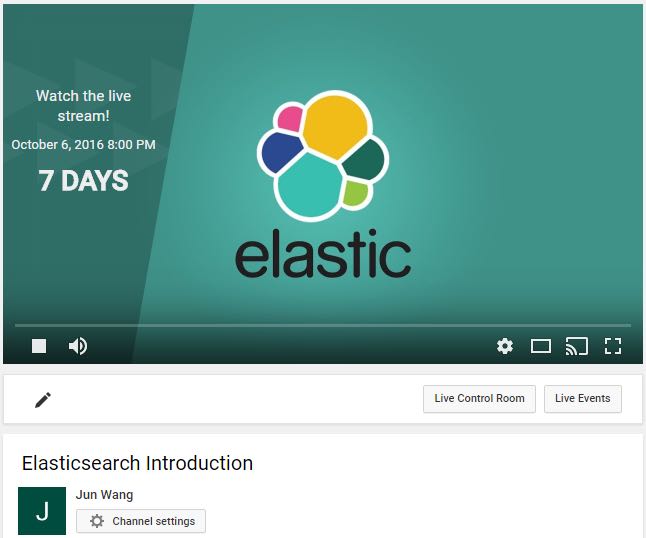 Watch the live
stream!
October 6, 2016 8:00 PM
7 DAYS
elastic
Live Control Room
Live Events
Elasticsearch Introduction
J
Jun Wang
Channel settings